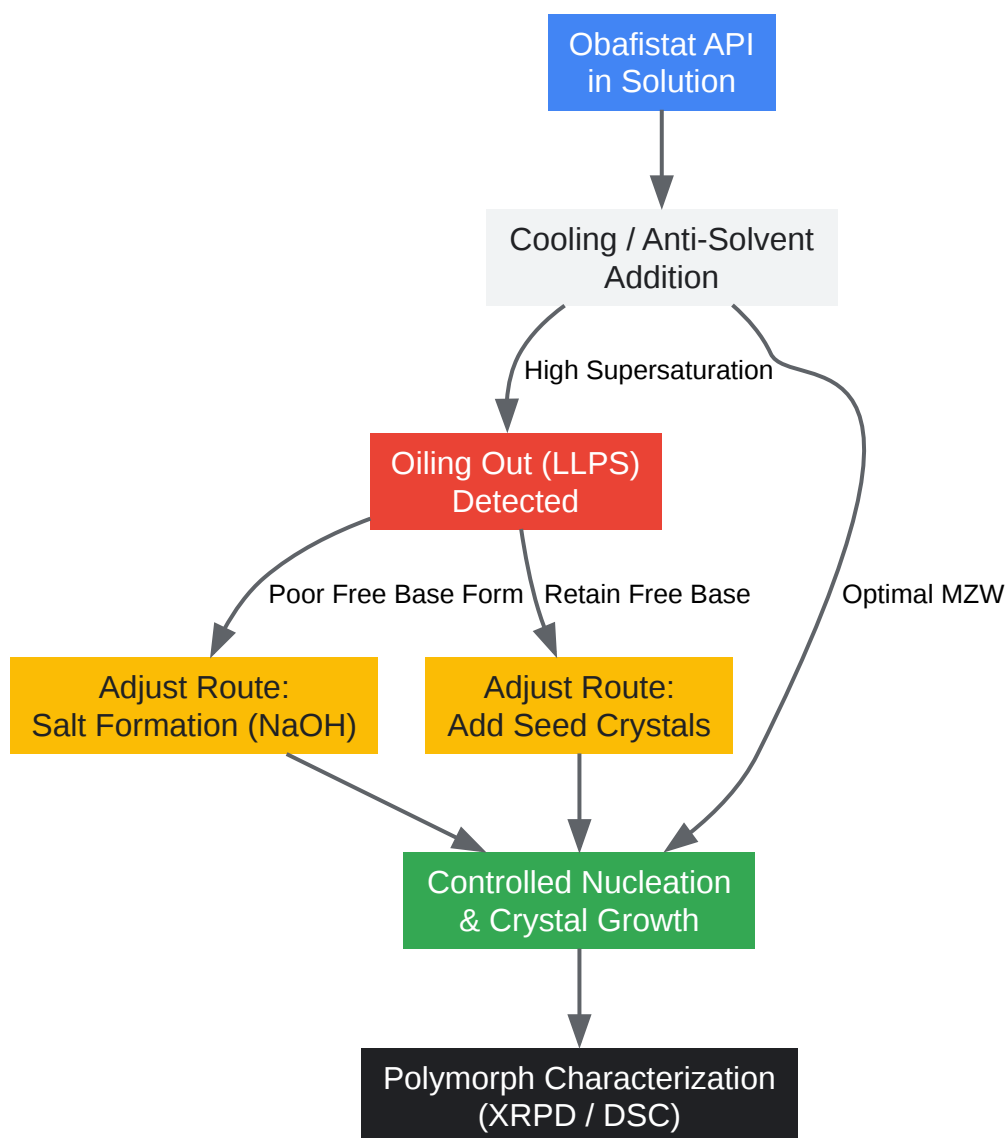 Obafistat API
in Solution
Cooling / Anti-Solvent
Addition
High Supersaturation
Oiling Out (LLPS)
Detected
Poor Free Base Form
Retain Free Base
Optimal MZW
Adjust Route:
Salt Formation (NaOH)
Adjust Route:
Add Seed Crystals
Controlled Nucleation
& Crystal Growth
Polymorph Characterization
(XRPD / DSC)